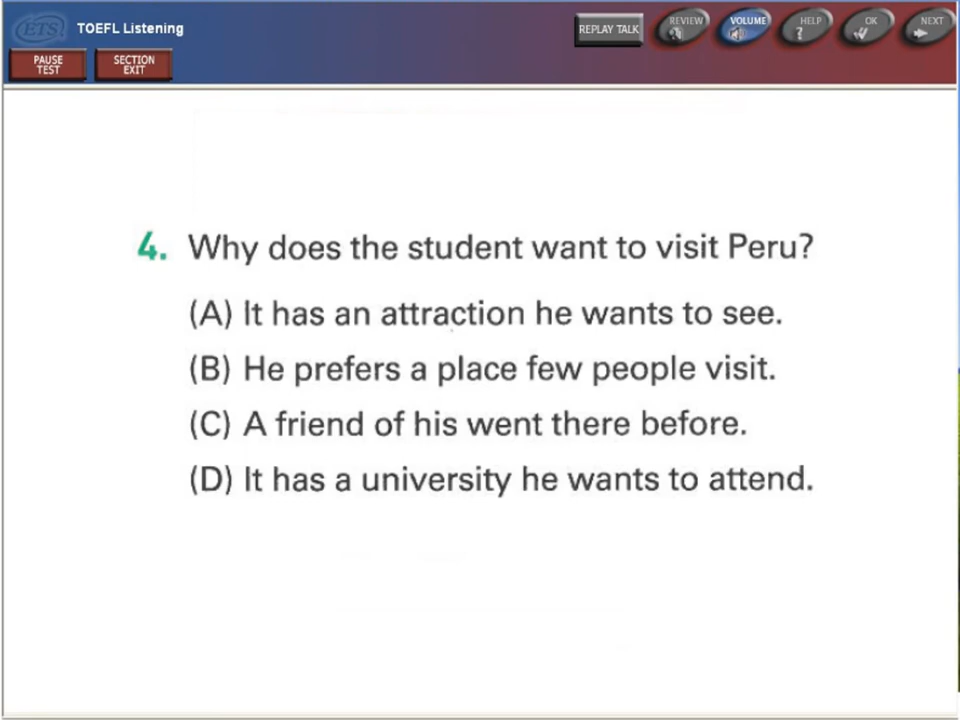 ETS TOEFL Listening
REPLAY TALK
REVIEW
VOLUME
HELP
OK
NEXT
PAUSE
TEST
SECTION
EXIT
4. Why does the student want to visit Peru?
(A) It has an attraction he wants to see.
(B) He prefers a place few people visit.
(C) A friend of his went there before.
(D) It has a university he wants to attend.